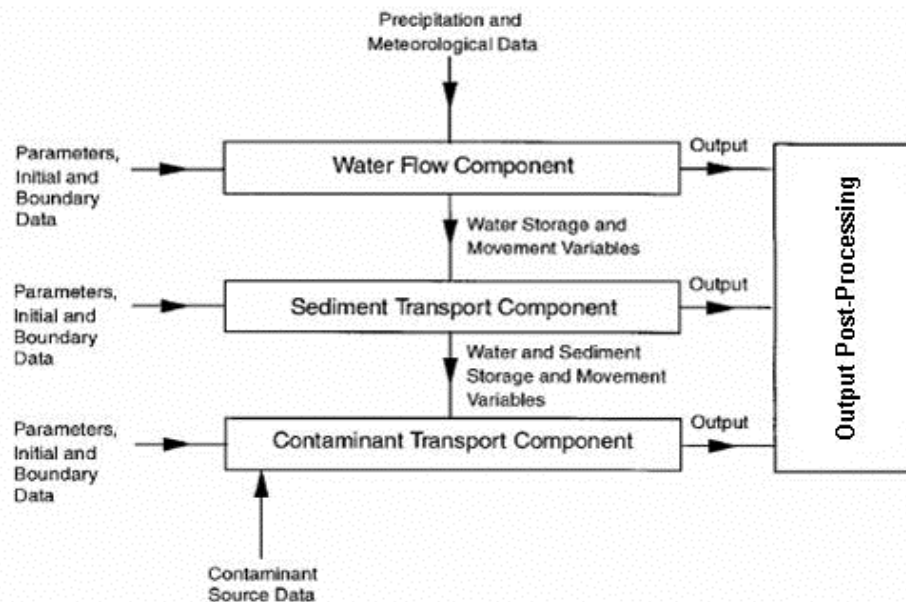 Precipitation and
Meteorological Data
Parameters,
Initial and
Boundary
Data
Water Flow Component
Output
Water Storage and
Movement Variables
Parameters,
Initial and
Boundary
Data
Sediment Transport Component
Output
Water and Sediment
Storage and Movement
Variables
Parameters,
Initial and
Boundary
Data
Contaminant Transport Component
Output
Contaminant
Source Data
Output Post-Processing